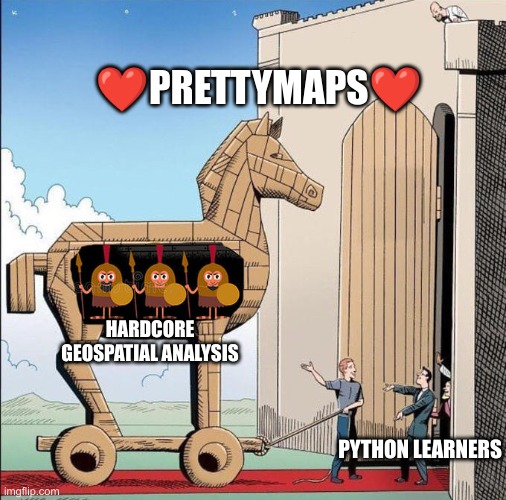 ❤️PRETTYMAPS❤️
HARDCORE
GEOSPATIAL ANALYSIS
PYTHON LEARNERS
imgflip.com